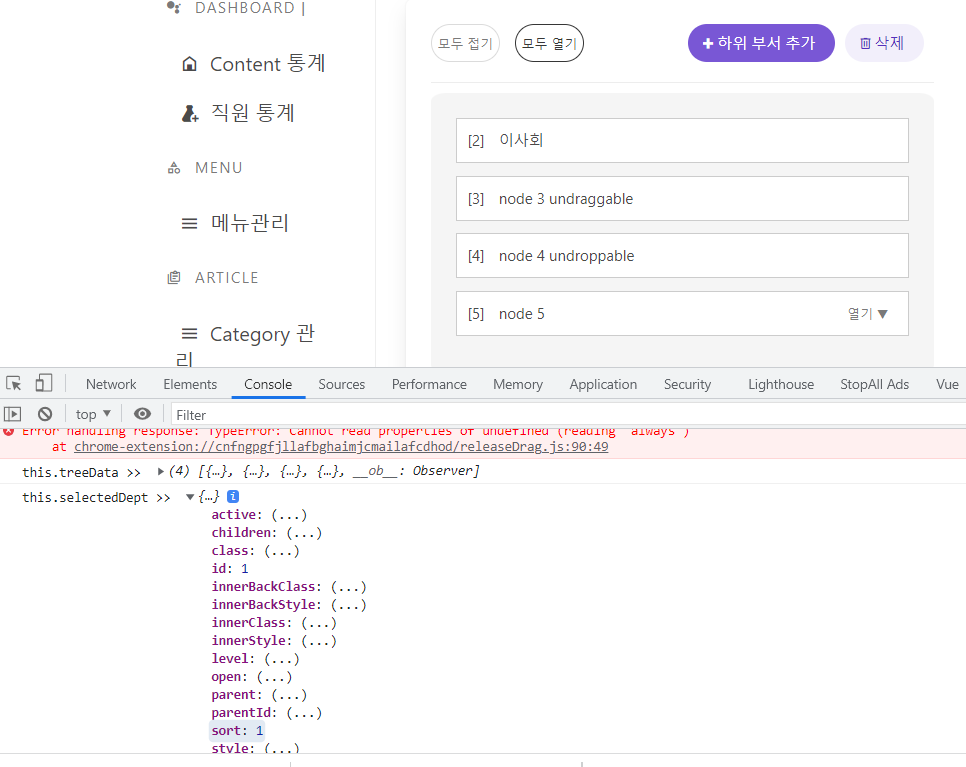 DASHBOARD |
Content 통계
직원 통계
MENU
메뉴관리
ARTICLE
Category 관
리
모두 접기
모두 열기
+ 하위 부서 추가
삭제
[2] 이사회
[3] node 3 undraggable
[4] node 4 undroppable
[5] node 5
열기 ▼
Network Elements Console Sources Performance Memory Application Security Lighthouse StopAll Ads Vue
top ▼ Filter
Error handling response: TypeError: Cannot read properties of undefined (reading 'always')
at chrome-extension://cnfngpgfjllafbghaimjcmailafcdhod/releaseDrag.js:90:49
this.treeData >> ▶ (4) [{…}, {…}, {…}, {…}, __ob__: Observer]
this.selectedDept >> ▼ {…} i
active: (...)
children: (...)
class: (...)
id: 1
innerBackClass: (...)
innerBackStyle: (...)
innerClass: (...)
innerStyle: (...)
level: (...)
open: (...)
parent: (...)
parentId: (...)
sort: 1
style: (...)